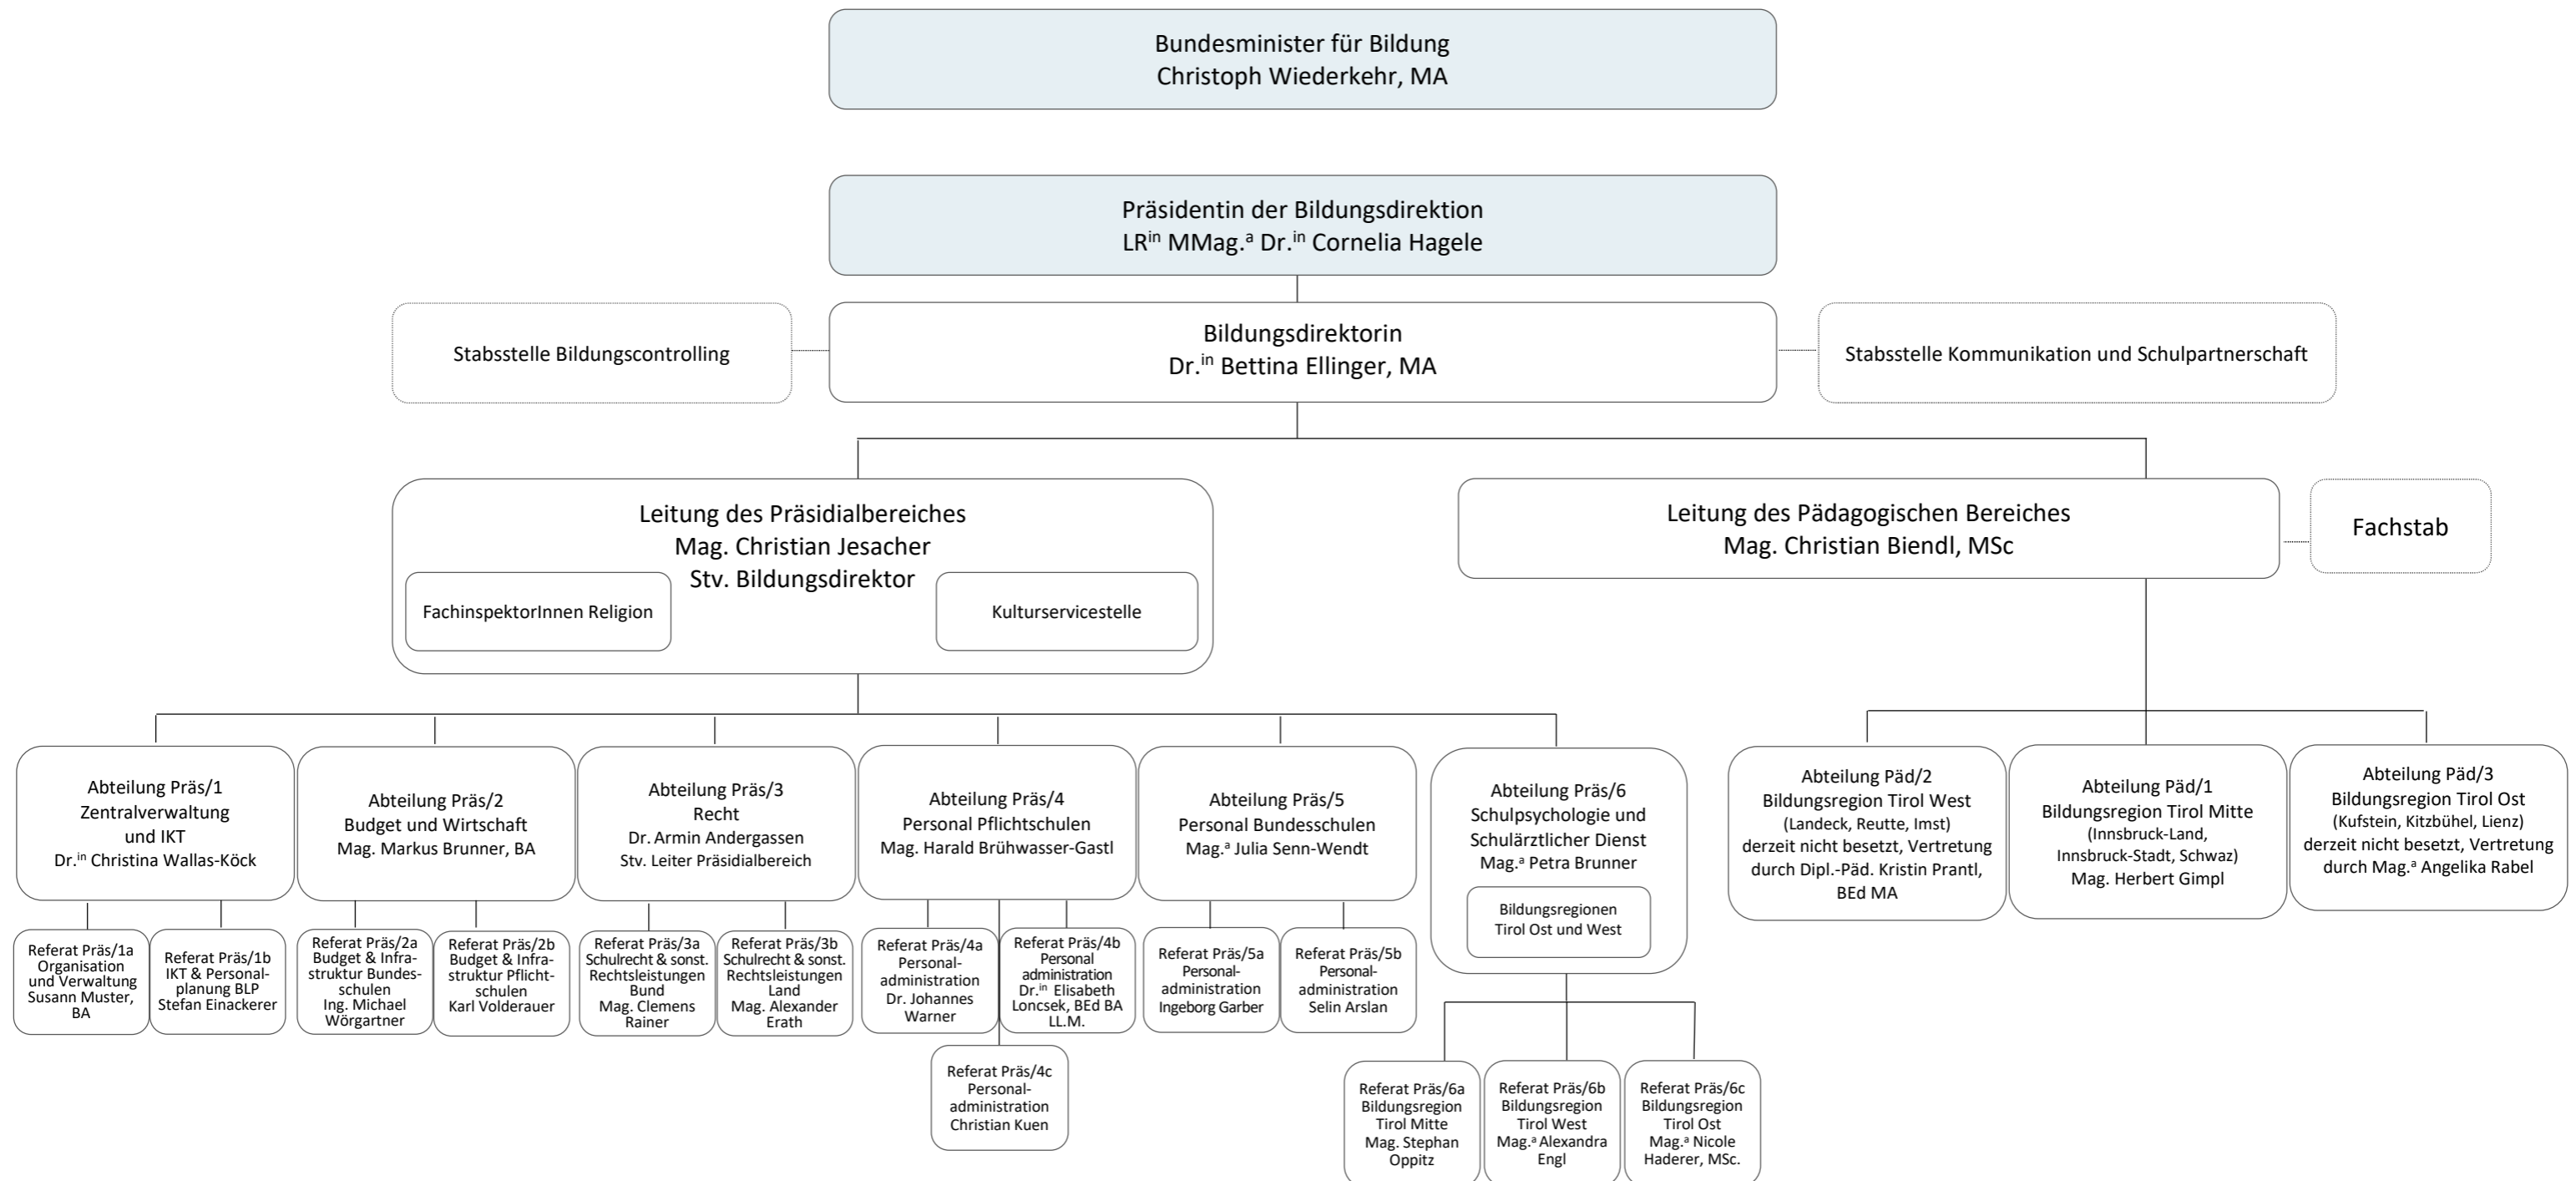 Bundesminister für Bildung
Christoph Wiederkehr, MA
Präsidentin der Bildungsdirektion
LRin MMag.a Dr.in Cornelia Hagele
Stabsstelle Bildungscontrolling
Bildungsdirektorin
Dr.in Bettina Ellinger, MA
Stabsstelle Kommunikation und Schulpartnerschaft
Leitung des Präsidialbereiches
Mag. Christian Jesacher
Stv. Bildungsdirektor
FachinspektorInnen Religion
Kulturservicestelle
Leitung des Pädagogischen Bereiches
Mag. Christian Biendl, MSc
Fachstab
Abteilung Präs/1
Zentralverwaltung
und IKT
Dr.in Christina Wallas-Köck
Abteilung Präs/2
Budget und Wirtschaft
Mag. Markus Brunner, BA
Abteilung Präs/3
Recht
Dr. Armin Andergassen
Stv. Leiter Präsidialbereich
Abteilung Präs/4
Personal Pflichtschulen
Mag. Harald Brühwasser-Gastl
Abteilung Präs/5
Personal Bundesschulen
Mag.a Julia Senn-Wendt
Abteilung Präs/6
Schulpsychologie und
Schulärztlicher Dienst
Mag.a Petra Brunner
Bildungsregionen
Tirol Ost und West
Abteilung Päd/2
Bildungsregion Tirol West
(Landeck, Reutte, Imst)
derzeit nicht besetzt, Vertretung
durch Dipl.-Päd. Kristin Prantl,
BEd MA
Abteilung Päd/1
Bildungsregion Tirol Mitte
(Innsbruck-Land,
Innsbruck-Stadt, Schwaz)
Mag. Herbert Gimpl
Abteilung Päd/3
Bildungsregion Tirol Ost
(Kufstein, Kitzbühel, Lienz)
derzeit nicht besetzt, Vertretung
durch Mag.a Angelika Rabel
Referat Präs/1a
Organisation
und Verwaltung
Susann Muster,
BA
Referat Präs/1b
IKT & Personal-
planung BLP
Stefan Einackerer
Referat Präs/2a
Budget & Infra-
struktur Bundes-
schulen
Ing. Michael
Wörgartner
Referat Präs/2b
Budget & Infra-
struktur Pflicht-
schulen
Karl Volderauer
Referat Präs/3a
Schulrecht & sonst.
Rechtsleistungen
Bund
Mag. Clemens
Rainer
Referat Präs/3b
Schulrecht & sonst.
Rechtsleistungen
Land
Mag. Alexander
Erath
Referat Präs/4a
Personal-
administration
Dr. Johannes
Warner
Referat Präs/4b
Personal
administration
Dr.in Elisabeth
Loncsek, BEd BA
LL.M.
Referat Präs/5a
Personal-
administration
Ingeborg Garber
Referat Präs/5b
Personal-
administration
Selin Arslan
Referat Präs/4c
Personal-
administration
Christian Kuen
Referat Präs/6a
Bildungsregion
Tirol Mitte
Mag. Stephan
Oppitz
Referat Präs/6b
Bildungsregion
Tirol West
Mag.a Alexandra
Engl
Referat Präs/6c
Bildungsregion
Tirol Ost
Mag.a Nicole
Haderer, MSc.